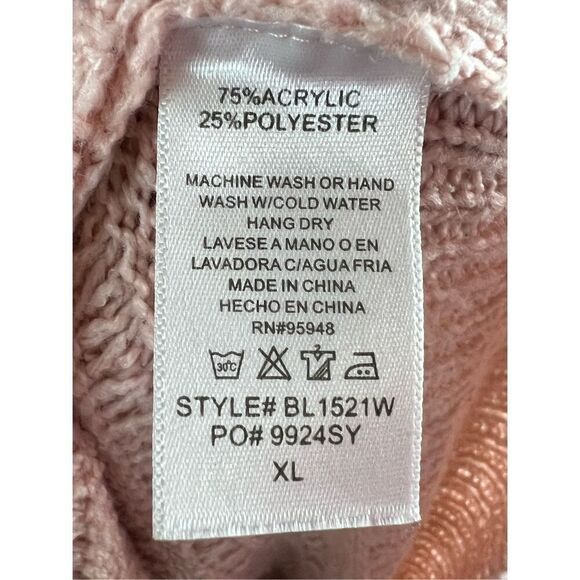 75%ACRYLIC
25%POLYESTER
MACHINE WASH OR HAND
WASH W/COLD WATER
HANG DRY
LAVESE A MANO O EN
LAVADORA C/AGUA FRIA
MADE IN CHINA
HECHO EN CHINA
RN#95948
30°C
STYLE# BL1521W
PO# 9924SY
XL